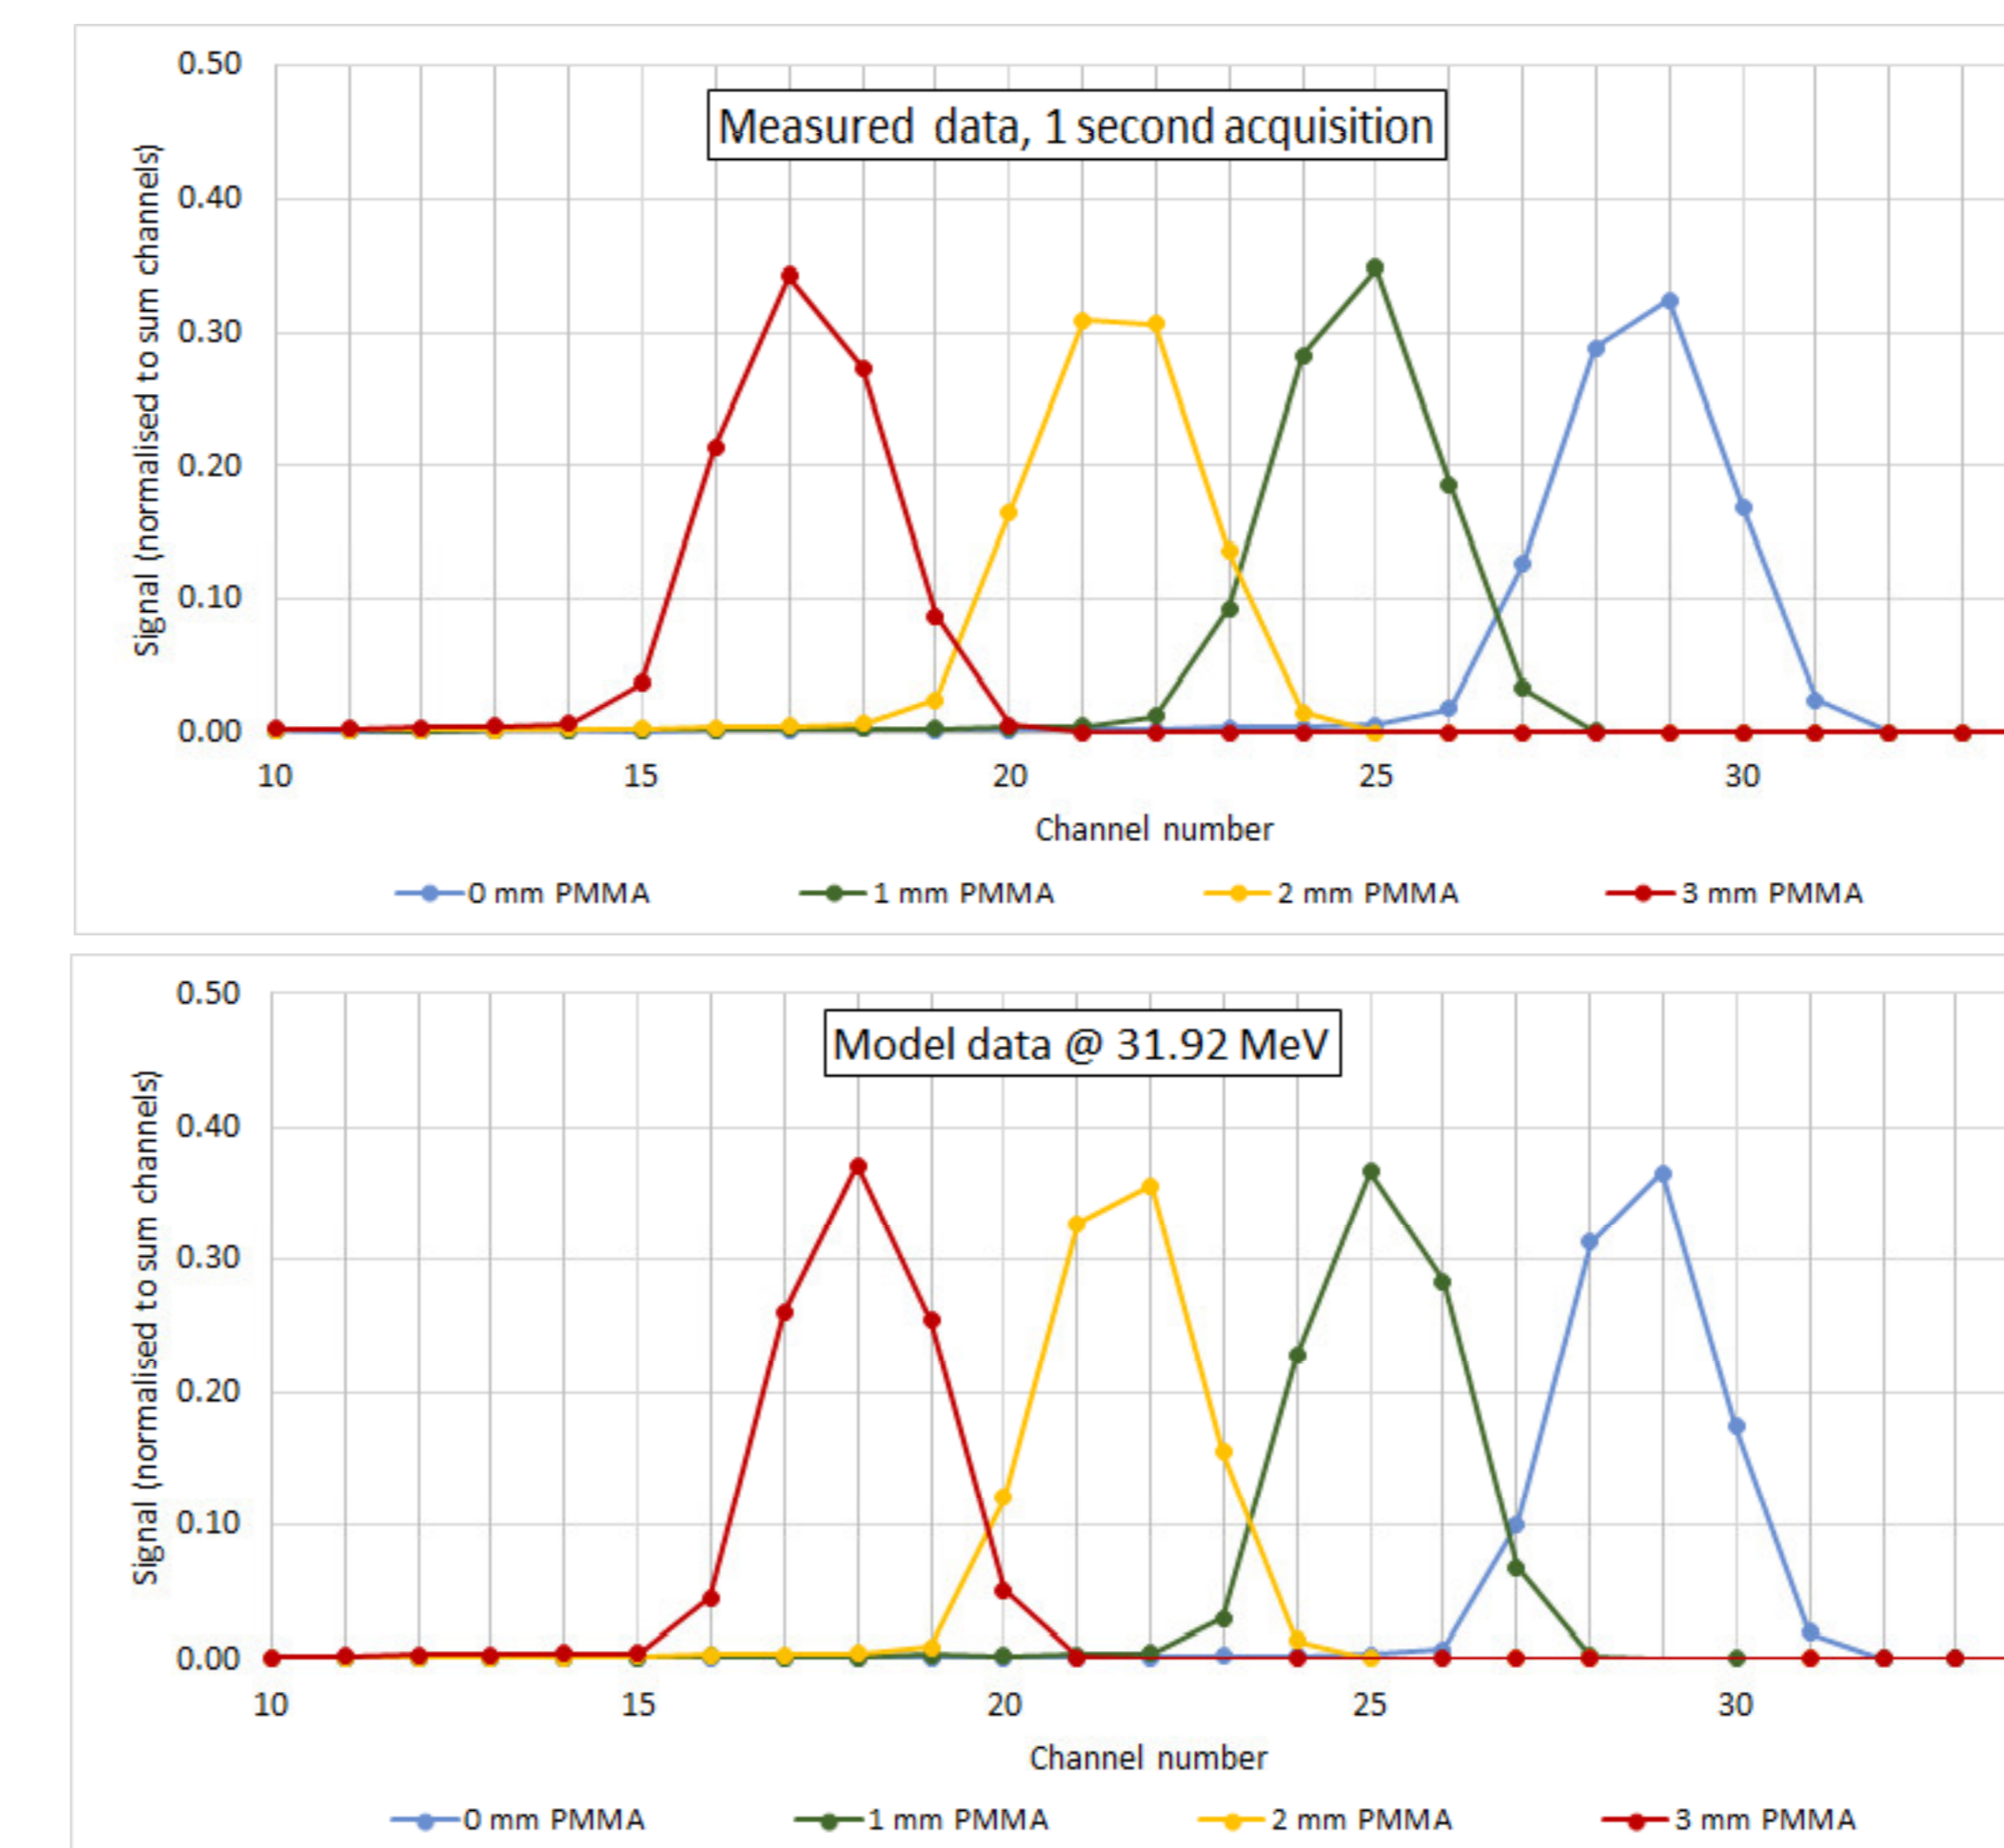 Measured data, 1 second acquisition
Signal (normalised to sum channels)
0.50
0.40
0.30
0.20
0.10
0.00
10 15 20 25 30
Channel number
0 mm PMMA 1 mm PMMA 2 mm PMMA 3 mm PMMA
Model data @ 31.92 MeV
Signal (normalised to sum channels)
0.50
0.40
0.30
0.20
0.10
0.00
10 15 20 25 30
Channel number
0 mm PMMA 1 mm PMMA 2 mm PMMA 3 mm PMMA